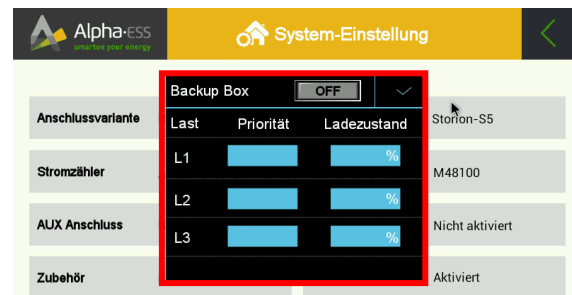 Alpha·ESS
smarten your energy
System-Einstellung
Backup Box OFF
Last Priorität Ladezustand
L1 %
L2 %
L3 %
Anschlussvariante Storion-S5
Stromzähler M48100
AUX Anschluss Nicht aktiviert
Zubehör Aktiviert